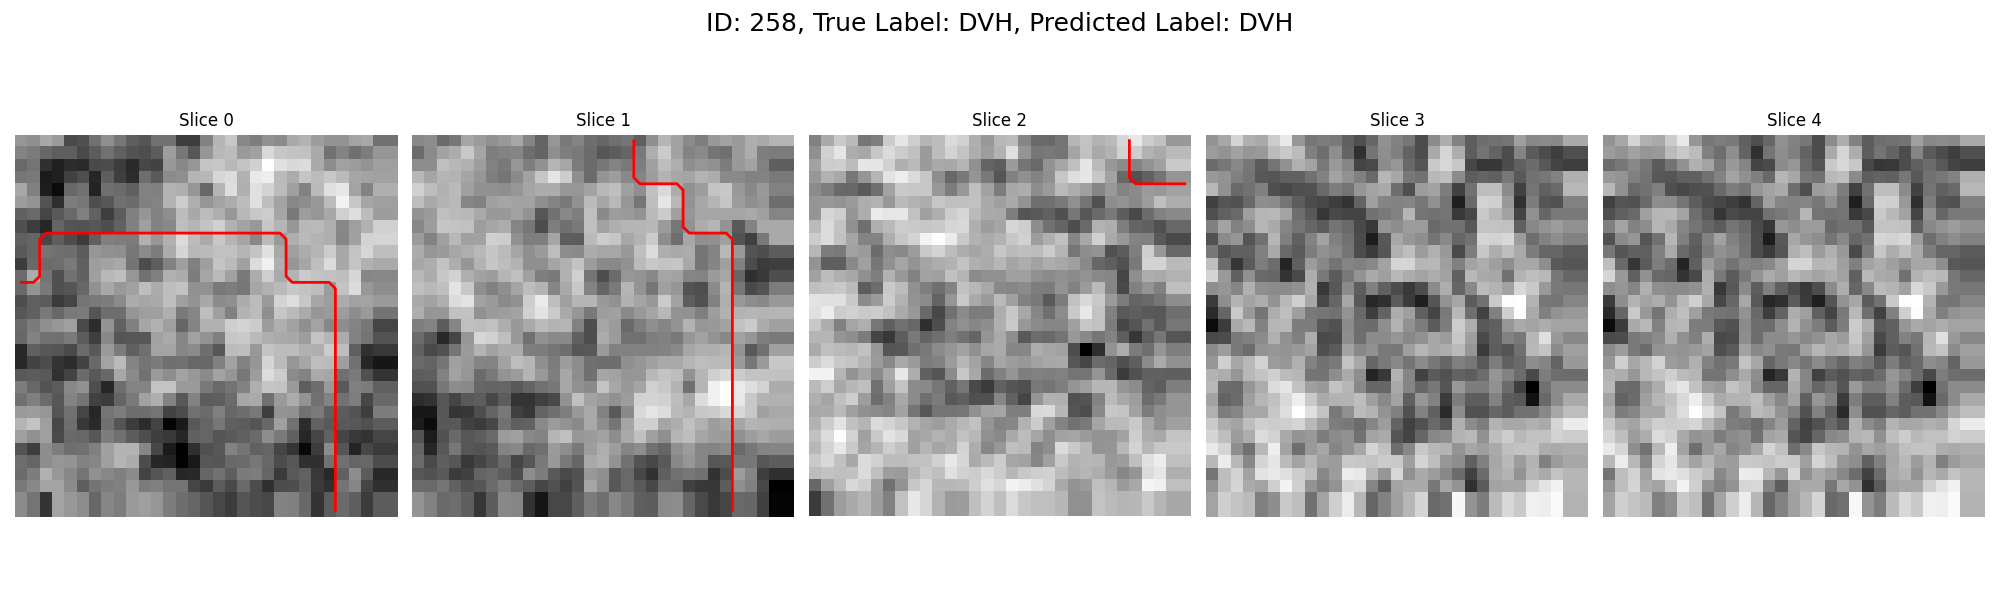 ID: 258, True Label: DVH, Predicted Label: DVH
Slice 0
Slice 1
Slice 2
Slice 3
Slice 4